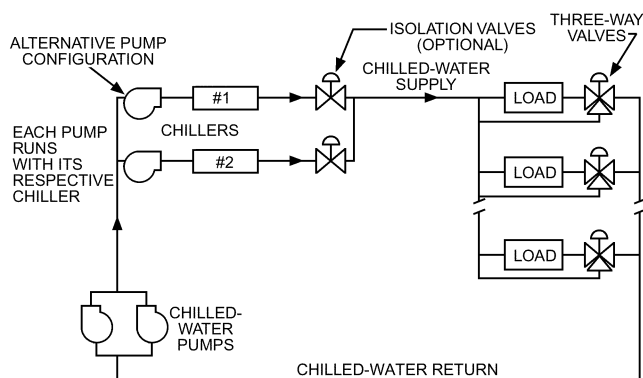 ALTERNATIVE PUMP
CONFIGURATION
ISOLATION VALVES
(OPTIONAL)
THREE-WAY
VALVES
CHILLED-WATER
SUPPLY
#1
LOAD
EACH PUMP
RUNS
WITH ITS
RESPECTIVE
CHILLER
CHILLERS
#2
LOAD
LOAD
CHILLED-
WATER
PUMPS
CHILLED-WATER RETURN